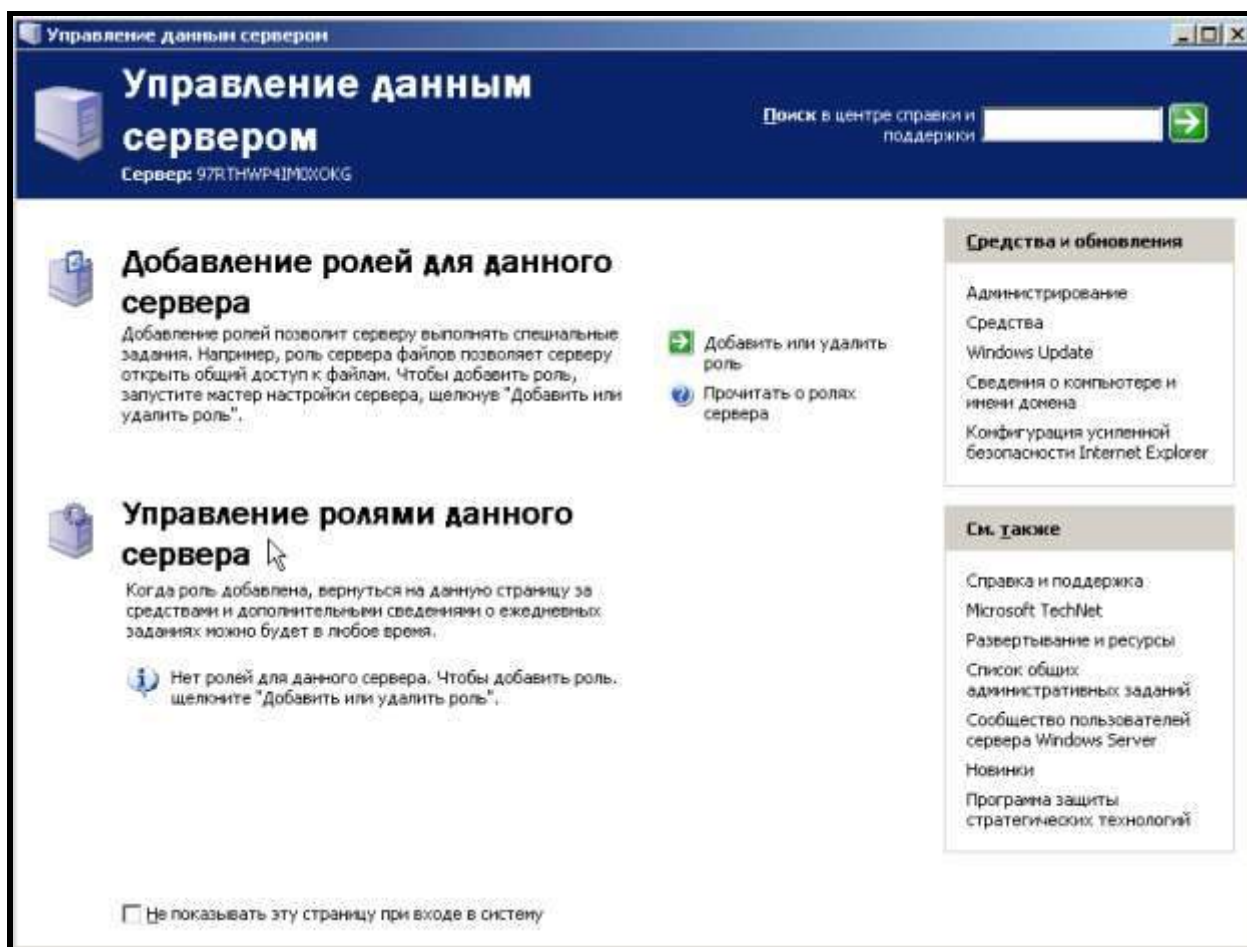 Управление данным сервером
Управление данным
сервером
Сервер: 97RTHWP4IM0XOKG
Поиск в центре справки и
поддержки
Добавление ролей для данного
сервера
Добавление ролей позволит серверу выполнять специальные
задания. Например, роль сервера файлов позволяет серверу
открыть общий доступ к файлам. Чтобы добавить роль,
запустите мастер настройки сервера, щелкнув "Добавить или
удалить роль".
Добавить или удалить
роль
Прочитать о ролях
сервера
Управление ролями данного
сервера
Когда роль добавлена, вернуться на данную страницу за
средствами и дополнительными сведениями о ежедневных
заданиях можно будет в любое время.
Нет ролей для данного сервера. Чтобы добавить роль.
щелкните "Добавить или удалить роль".
Средства и обновления
Администрирование
Средства
Windows Update
Сведения о компьютере и
имени домена
Конфигурация усиленной
безопасности Internet Explorer
См. также
Справка и поддержка
Microsoft TechNet
Развертывание и ресурсы
Список общих
административных заданий
Сообщество пользователей
сервера Windows Server
Новинки
Программа защиты
стратегических технологий
Не показывать эту страницу при входе в систему